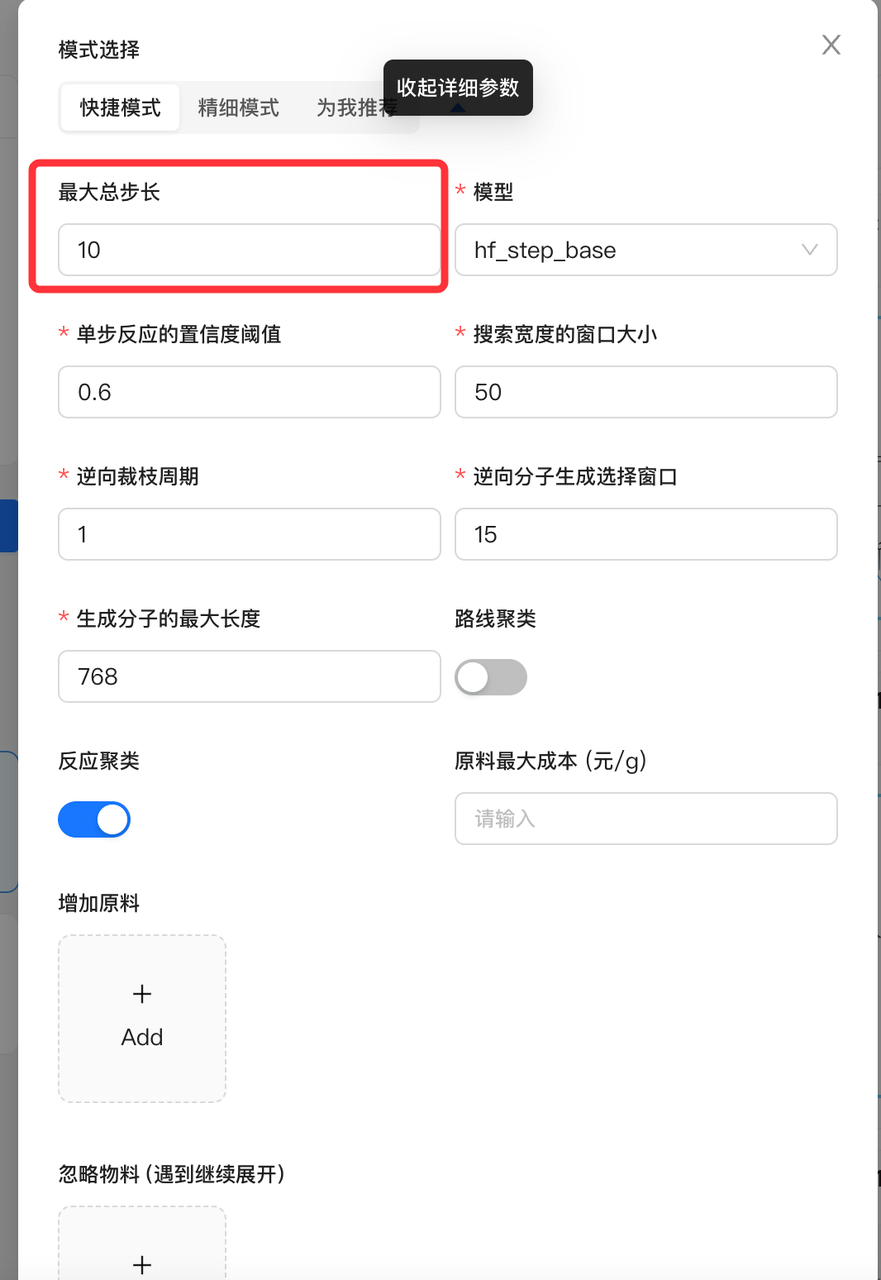 模式选择
收起详细参数
快捷模式 精细模式 为我推荐
最大总步长 * 模型
10 hf_step_base
* 单步反应的置信度阈值 * 搜索宽度的窗口大小
0.6 50
* 逆向裁枝周期 * 逆向分子生成选择窗口
1 15
* 生成分子的最大长度 路线聚类
768
反应聚类 原料最大成本 (元/g)
请输入
增加原料
+
Add
忽略物料 (遇到继续展开)
+